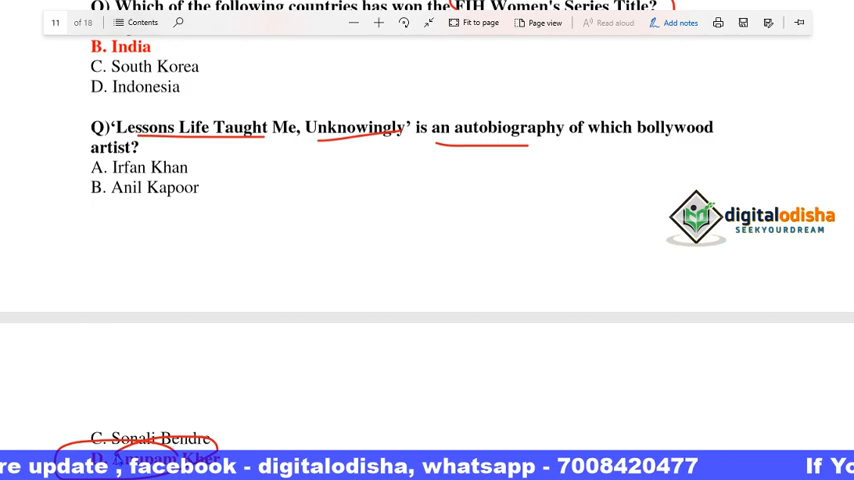 Q) Which of the following countries has won the FIH Women's Series Title?
11 of 18 Contents Fit to page Page view Read aloud Add notes
B. India
C. South Korea
D. Indonesia
Q)‘Lessons Life Taught Me, Unknowingly’ is an autobiography of which bollywood
artist?
A. Irfan Khan
B. Anil Kapoor
digitalodisha
SEEKYOURDREAM
C. Sonali Bendre
D. Anupam Kher
re update , facebook - digitalodisha, whatsapp - 7008420477 If Yo